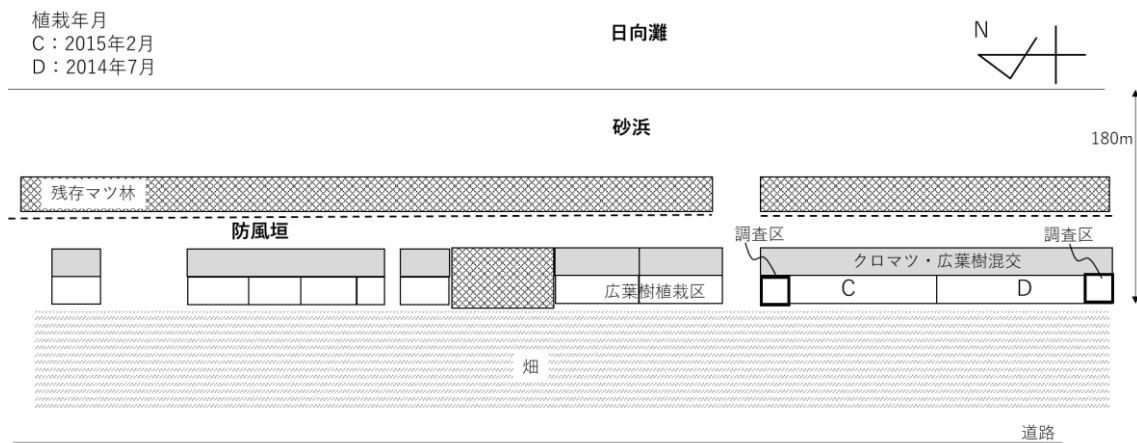 植栽年月
C：2015年2月
D：2014年7月
日向灘
N
砂浜
180m
残存マツ林
防風垣
調査区
調査区
クロマツ・広葉樹混交
広葉樹植栽区
C
D
畑
道路